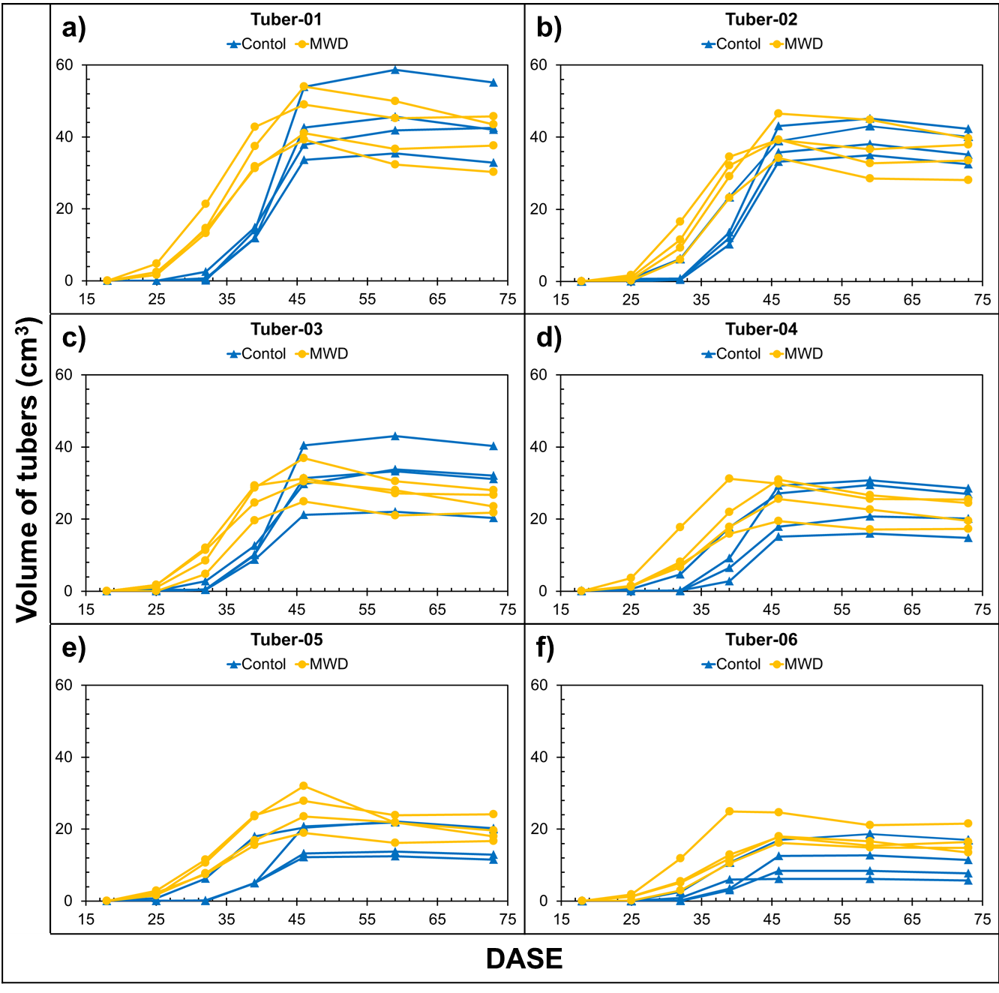 Volume of tubers (cm³)
a)
Tuber-01
Contol MWD
60
40
20
0
15 25 35 45 55 65 75
b)
Tuber-02
Contol MWD
60
40
20
0
15 25 35 45 55 65 75
c)
Tuber-03
Contol MWD
60
40
20
0
15 25 35 45 55 65 75
d)
Tuber-04
Contol MWD
60
40
20
0
15 25 35 45 55 65 75
e)
Tuber-05
Contol MWD
60
40
20
0
15 25 35 45 55 65 75
f)
Tuber-06
Contol MWD
60
40
20
0
15 25 35 45 55 65 75
DASE